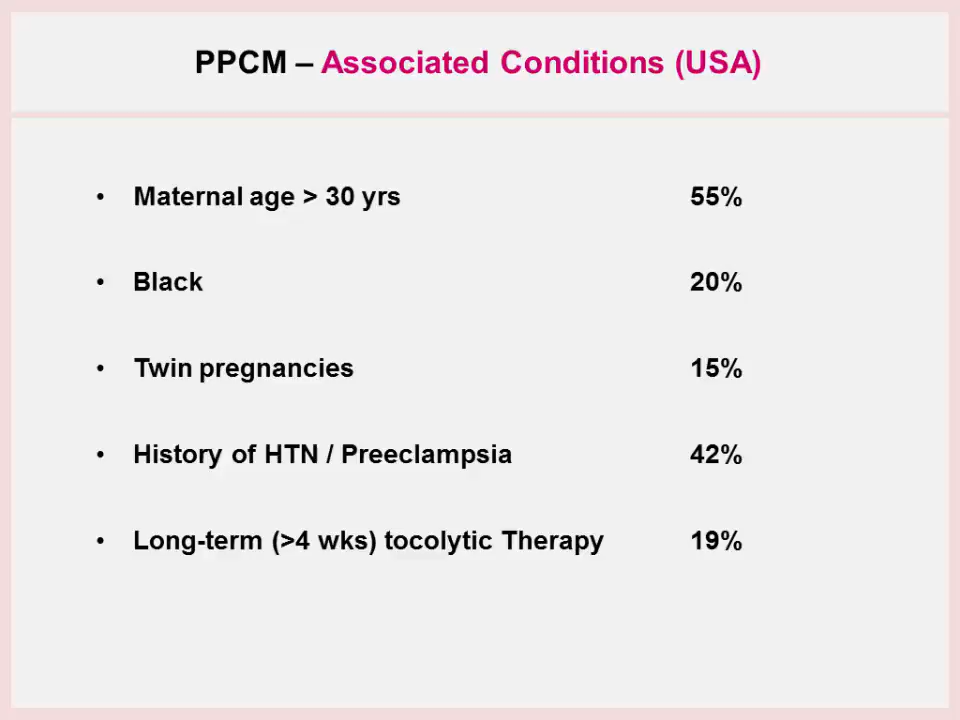 PPCM – Associated Conditions (USA)
• Maternal age > 30 yrs 55%
• Black 20%
• Twin pregnancies 15%
• History of HTN / Preeclampsia 42%
• Long-term (>4 wks) tocolytic Therapy 19%